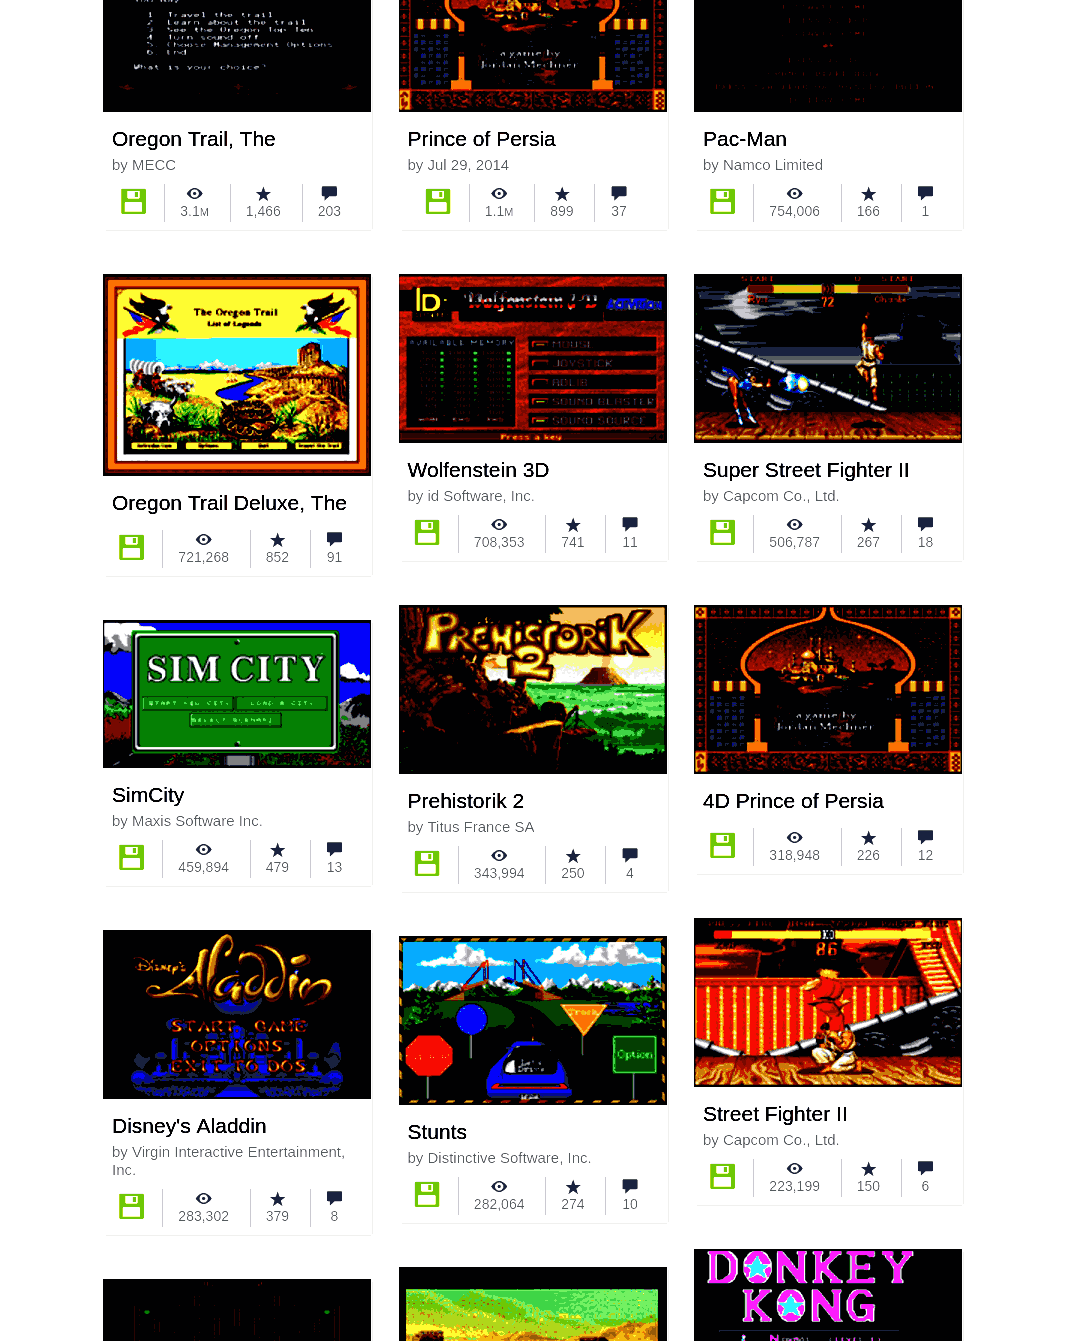 1 Travel the trail
2 Learn about the trail
3 See the Oregon Top Ten
4 Turn sound off
5 Choose Management Options
6 End
What is your choice?
Oregon Trail, The
by MECC
3.1M
1,466
203
a game by
Jordan Mechner
Prince of Persia
by Jul 29, 2014
1.1M
899
37
Pac-Man
by Namco Limited
754,006
166
1
The Oregon Trail
List of Legends
Oregon Trail Deluxe, The
721,268
852
91
ID
Wolfenstein 3-D
AVAILABLE MEMORY
MOUSE
JOYSTICK
ADLIB
SOUND BLASTER
SOUND SOURCE
Press a key
Wolfenstein 3D
by id Software, Inc.
708,353
741
11
START 0 START
72
Super Street Fighter II
by Capcom Co., Ltd.
506,787
267
18
SIM CITY
START NEW CITY
LOAD A CITY
SELECT SCENARIO
SimCity
by Maxis Software Inc.
459,894
479
13
PREHISTORIK
2
Prehistorik 2
by Titus France SA
343,994
250
4
a game by
Jordan Mechner
4D Prince of Persia
318,948
226
12
Disney's
Aladdin
START GAME
OPTIONS
EXIT TO DOS
Disney's Aladdin
by Virgin Interactive Entertainment,
Inc.
283,302
379
8
Track
Option
Let's
Drive
Stunts
by Distinctive Software, Inc.
282,064
274
10
KO
86
Street Fighter II
by Capcom Co., Ltd.
223,199
150
6
DONKEY
KONG